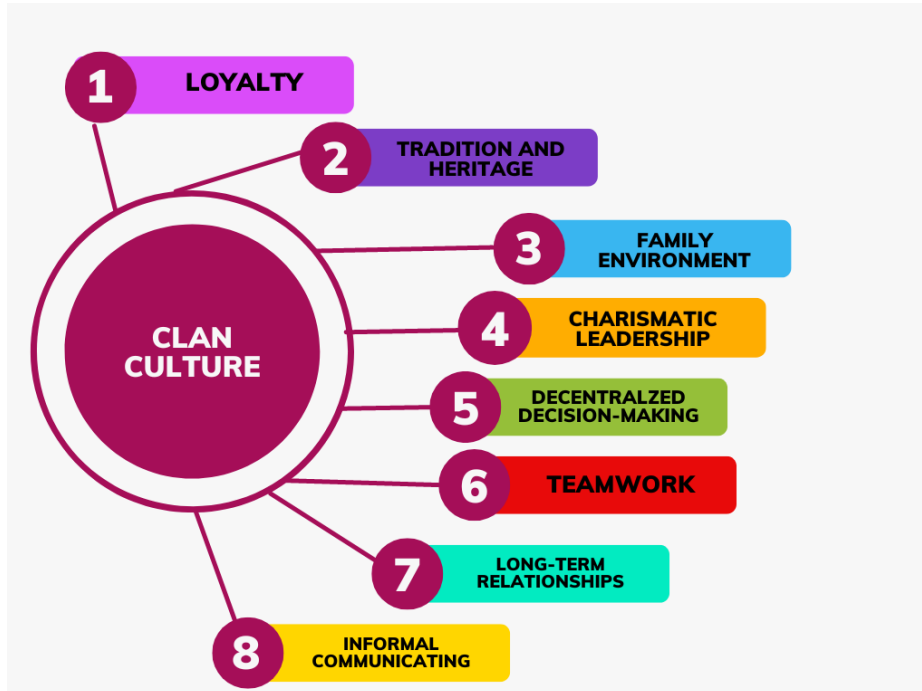 1
LOYALTY
2
TRADITION AND
HERITAGE
3
FAMILY
ENVIRONMENT
4
CHARISMATIC
LEADERSHIP
CLAN
CULTURE
5
DECENTRALZED
DECISION-MAKING
6
TEAMWORK
7
LONG-TERM
RELATIONSHIPS
8
INFORMAL
COMMUNICATING